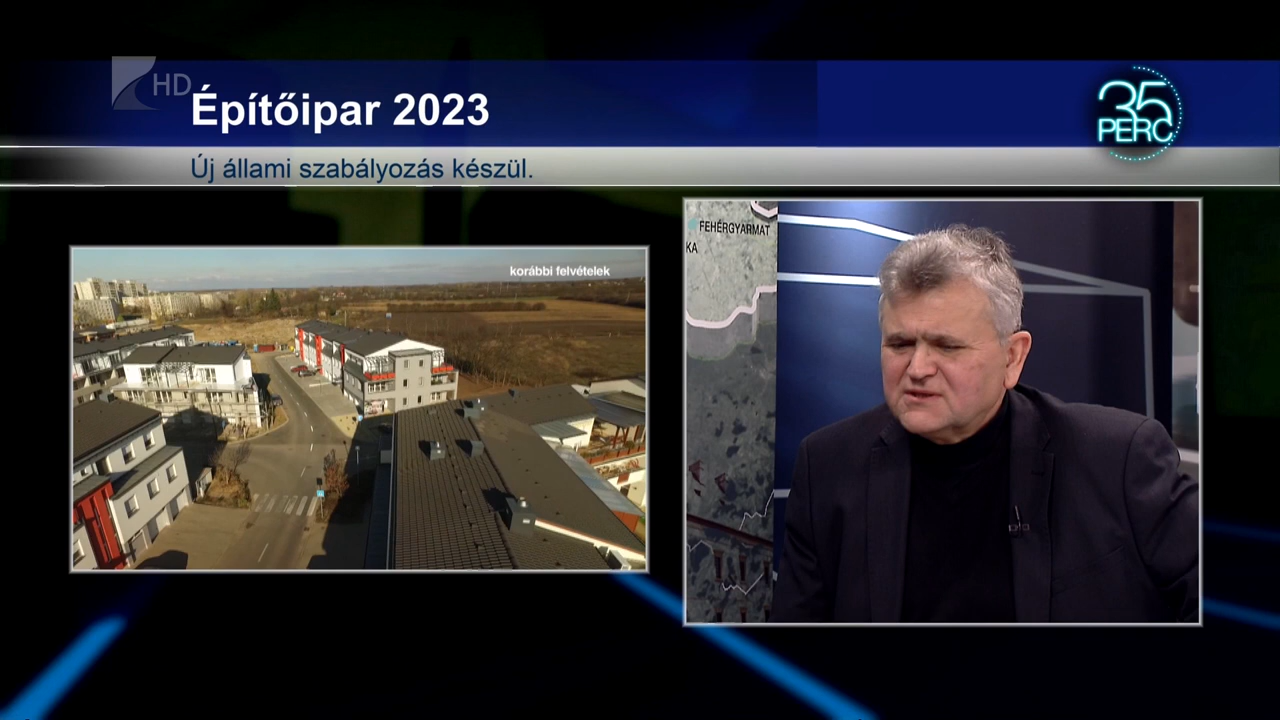 HD
Építőipar 2023
35
PERC
Új állami szabályozás készül.
korábbi felvételek
FEHÉRGYARMAT
KA